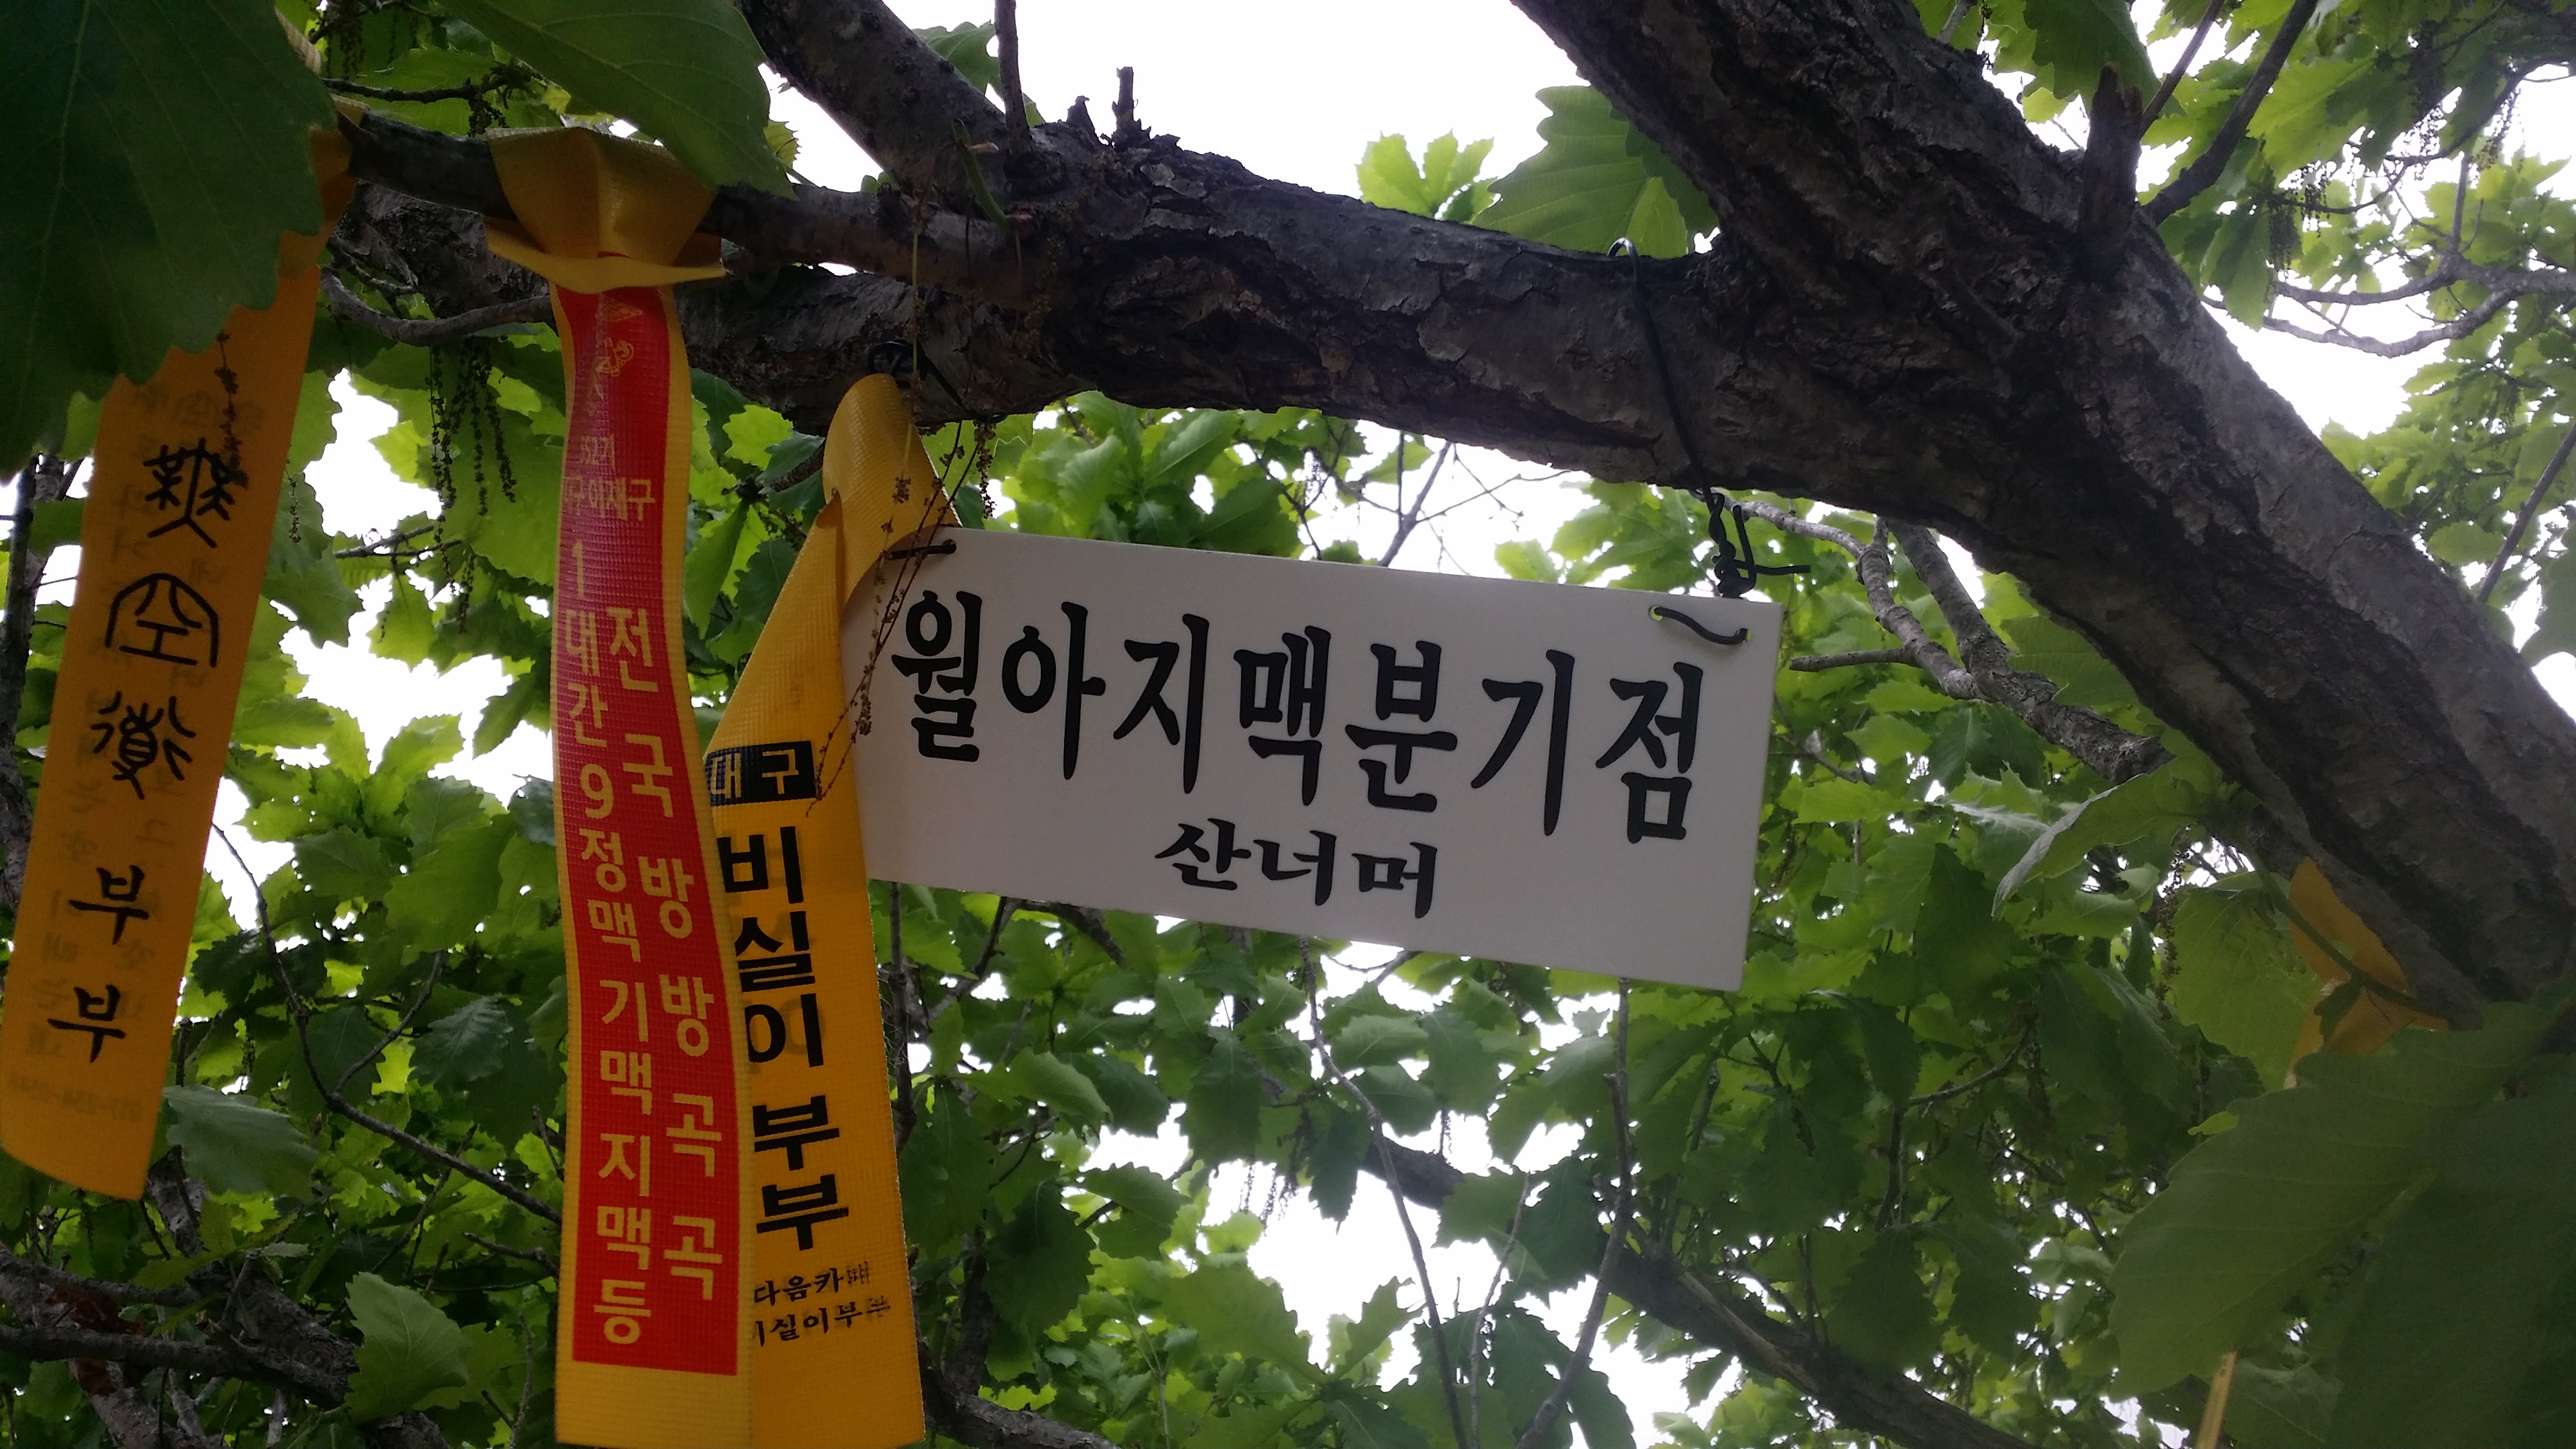 부부
전국방방곡곡
1대간9정맥기맥지맥등
대구
비실이부부
다음카페
월아지맥분기점
산너머